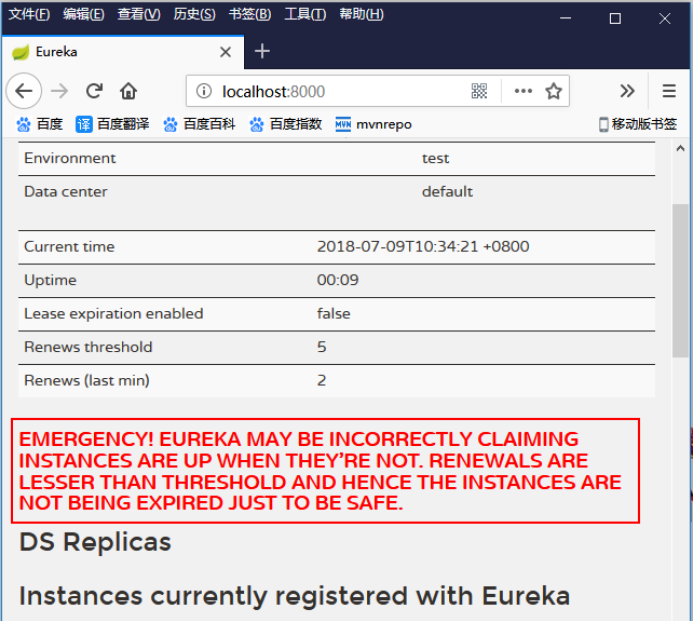 文件(F) 编辑(E) 查看(V) 历史(S) 书签(B) 工具(T) 帮助(H)
Eureka
localhost:8000
百度 译 百度翻译 百度百科 百度指数 MVN mvnrepo 移动版书签
Environment test
Data center default
Current time 2018-07-09T10:34:21 +0800
Uptime 00:09
Lease expiration enabled false
Renews threshold 5
Renews (last min) 2
EMERGENCY! EUREKA MAY BE INCORRECTLY CLAIMING
INSTANCES ARE UP WHEN THEY'RE NOT. RENEWALS ARE
LESSER THAN THRESHOLD AND HENCE THE INSTANCES ARE
NOT BEING EXPIRED JUST TO BE SAFE.
DS Replicas
Instances currently registered with Eureka